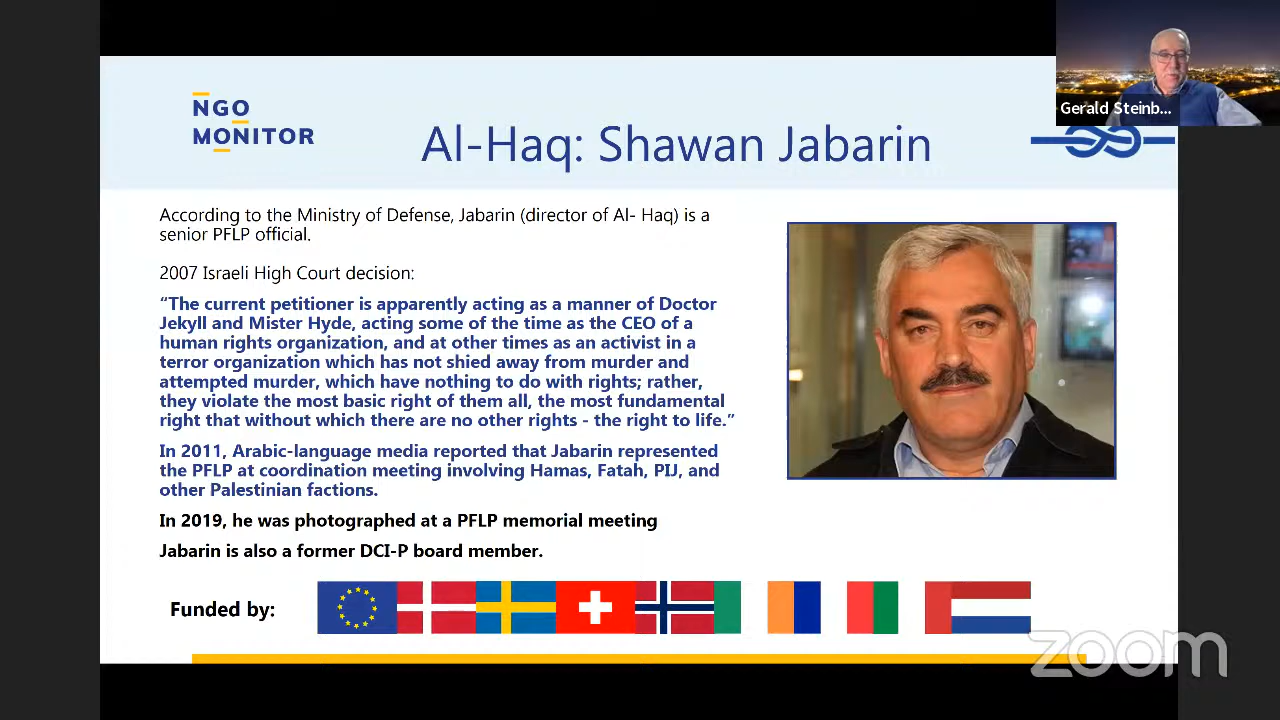 NGO
MONITOR
Al-Haq: Shawan Jabarin
Gerald Steinb...
According to the Ministry of Defense, Jabarin (director of Al- Haq) is a
senior PFLP official.
2007 Israeli High Court decision:
“The current petitioner is apparently acting as a manner of Doctor
Jekyll and Mister Hyde, acting some of the time as the CEO of a
human rights organization, and at other times as an activist in a
terror organization which has not shied away from murder and
attempted murder, which have nothing to do with rights; rather,
they violate the most basic right of them all, the most fundamental
right that without which there are no other rights - the right to life.”
In 2011, Arabic-language media reported that Jabarin represented
the PFLP at coordination meeting involving Hamas, Fatah, PIJ, and
other Palestinian factions.
In 2019, he was photographed at a PFLP memorial meeting
Jabarin is also a former DCI-P board member.
Funded by:
zoom